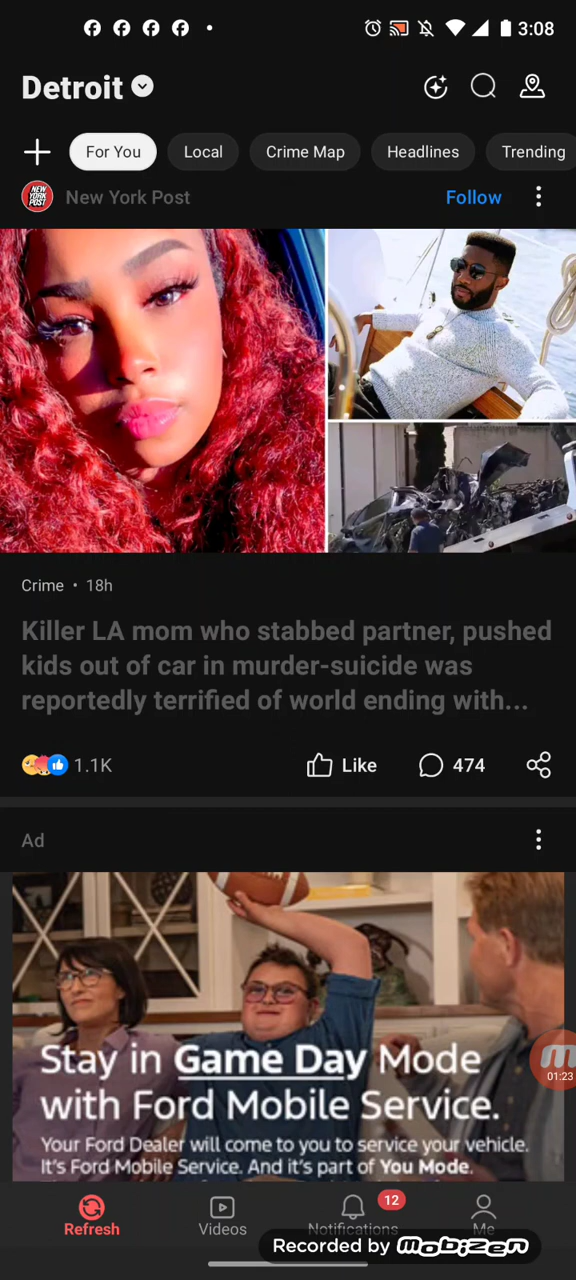 3:08
Detroit
For You
Local
Crime Map
Headlines
Trending
NEW
YORK
POST
New York Post
Follow
Crime • 18h
Killer LA mom who stabbed partner, pushed
kids out of car in murder-suicide was
reportedly terrified of world ending with...
1.1K
Like
474
Ad
Stay in Game Day Mode
with Ford Mobile Service.
Your Ford Dealer will come to you to service your vehicle.
It's Ford Mobile Service. And it's part of You Mode.
01:23
12
Refresh
Videos
Notifications
Me
Recorded by mobizen